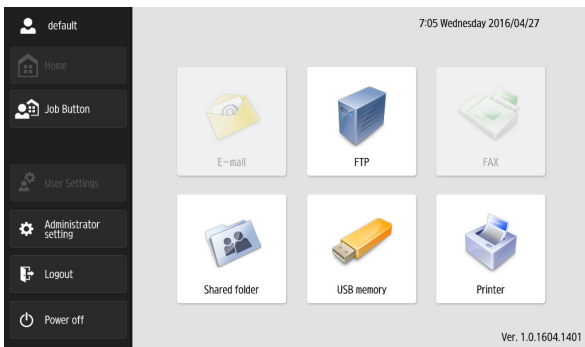 default
7:05 Wednesday 2016/04/27
Home
Job Button
User Settings
Administrator
setting
Logout
Power off
E-mail
FTP
FAX
Shared folder
USB memory
Printer
Ver. 1.0.1604.1401